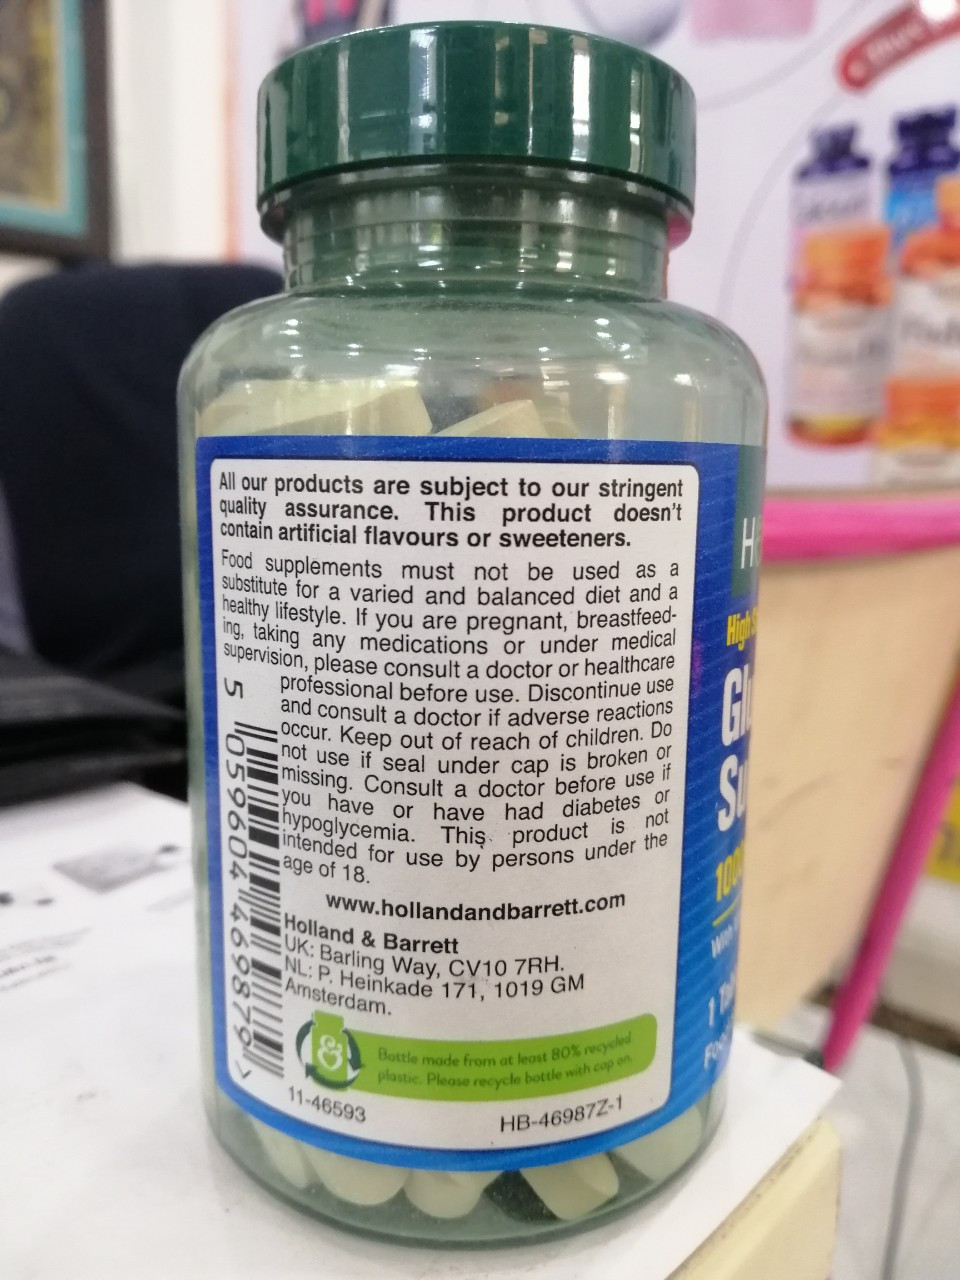 All our products are subject to our stringent
quality assurance. This product doesn't
contain artificial flavours or sweeteners.
Food supplements must not be used as a
substitute for a varied and balanced diet and a
healthy lifestyle. If you are pregnant, breastfeed-
ing, taking any medications or under medical
supervision, please consult a doctor or healthcare
professional before use. Discontinue use
and consult a doctor if adverse reactions
occur. Keep out of reach of children. Do
not use if seal under cap is broken or
missing. Consult a doctor before use if
you have or have had diabetes or
hypoglycemia. This product is not
intended for use by persons under the
age of 18.
www.hollandandbarrett.com
Holland & Barrett
UK: Barling Way, CV10 7RH.
NL: P. Heinkade 171, 1019 GM
Amsterdam.
&
Bottle made from at least 80% recycled
plastic. Please recycle bottle with cap on.
11-46593
HB-46987Z-1
5 059604 469879 >
High
Gl
Su
100
With
1